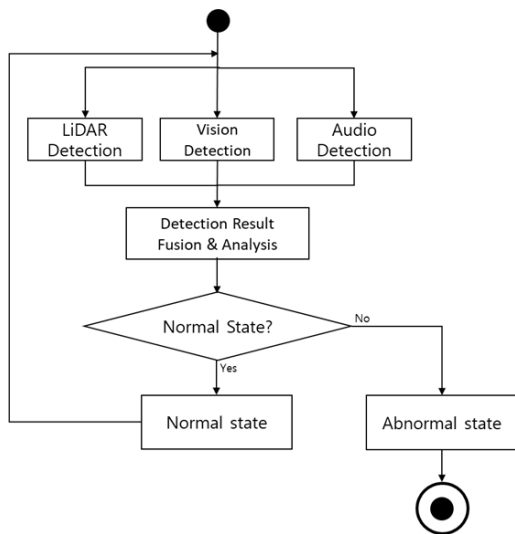 LiDAR
Detection
Vision
Detection
Audio
Detection
Detection Result
Fusion & Analysis
Normal State?
No
Yes
Normal state
Abnormal state